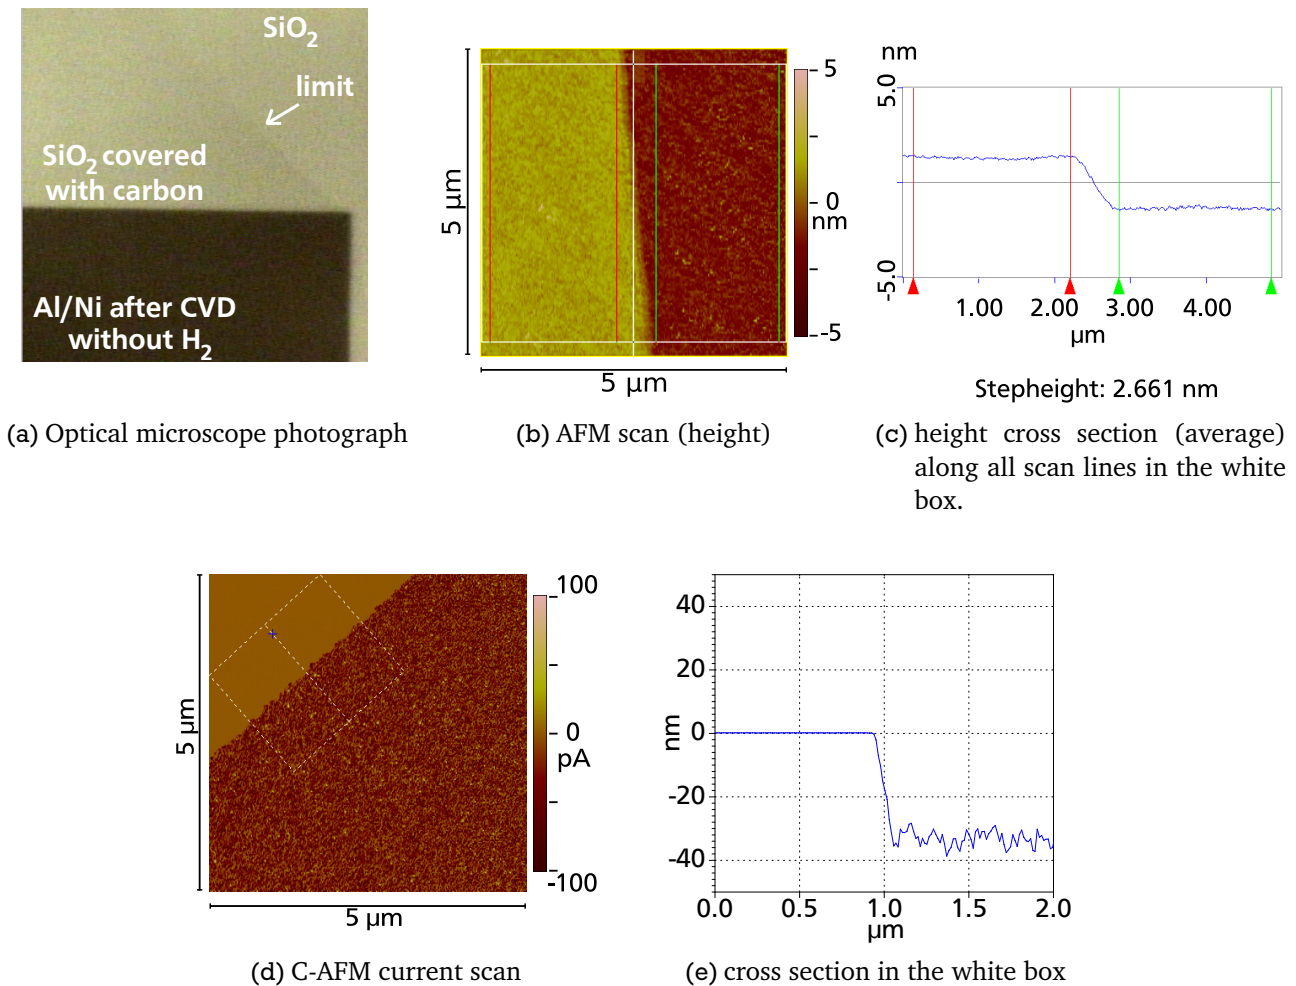 SiO2
limit
SiO2 covered
with carbon
Al/Ni after CVD
without H2
(a) Optical microscope photograph
5 µm
5
0
nm
-5
5 µm
(b) AFM scan (height)
nm
5.0
-5.0
1.00 2.00 3.00 4.00
µm
Stepheight: 2.661 nm
(c) height cross section (average)
along all scan lines in the white
box.
5 µm
100
0
pA
-100
5 µm
(d) C-AFM current scan
nm
40
20
0
-20
-40
0.0 0.5 1.0 1.5 2.0
µm
(e) cross section in the white box